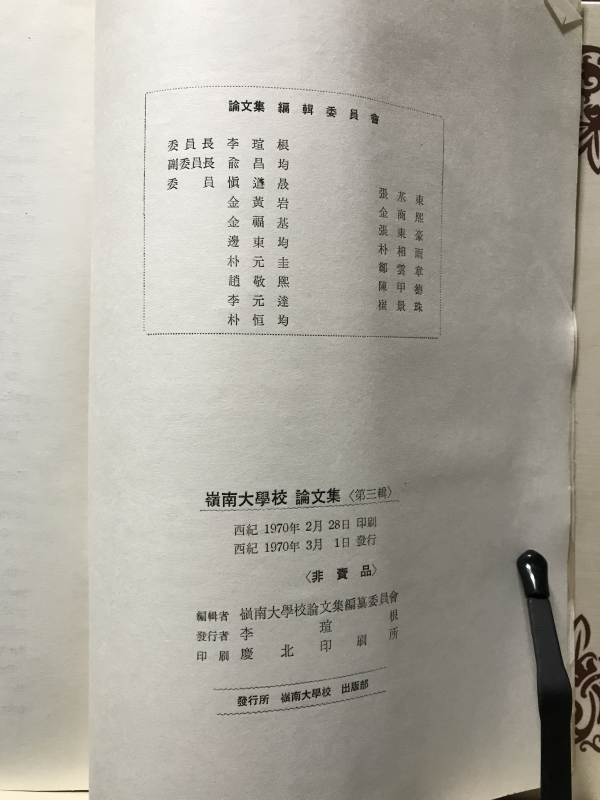 論文集 編輯委員會
委員長 李瑄根
副委員長 兪昌均
委員 愼 晸
金黃岩
金福基
邊東均
朴元圭
趙敬熙
李元達
朴恒均
張 東
金商熙
張東豪
朴相雨
鄒雲章
陳甲德
崔景珠
嶺南大學校 論文集 〈第三輯〉
西紀 1970年 2月 28日 印刷
西紀 1970年 3月 1日 發行
〈非賣品〉
編輯者 嶺南大學校論文集編纂委員會
發行者 李瑄根
印刷 慶北印刷所
發行所 嶺南大學校 出版部